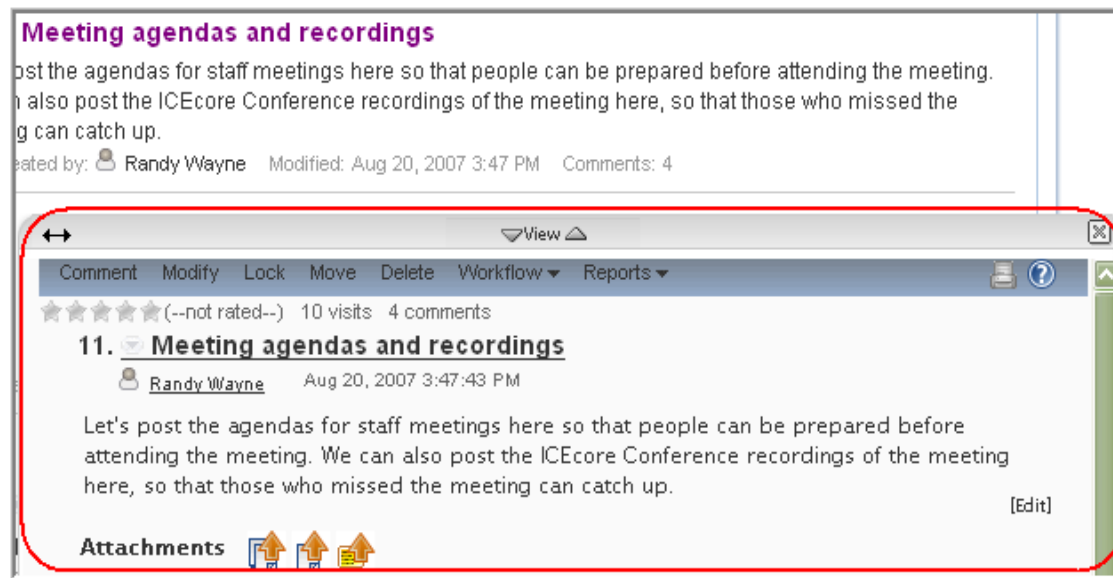 Meeting agendas and recordings
ost the agendas for staff meetings here so that people can be prepared before attending the meeting.
also post the ICEcore Conference recordings of the meeting here, so that those who missed the
g can catch up.
eated by: Randy Wayne Modified: Aug 20, 2007 3:47 PM Comments: 4
View
Comment Modify Lock Move Delete Workflow Reports
(--not rated--) 10 visits 4 comments
11. Meeting agendas and recordings
Randy Wayne Aug 20, 2007 3:47:43 PM
Let's post the agendas for staff meetings here so that people can be prepared before
attending the meeting. We can also post the ICEcore Conference recordings of the meeting
here, so that those who missed the meeting can catch up.
[Edit]
Attachments